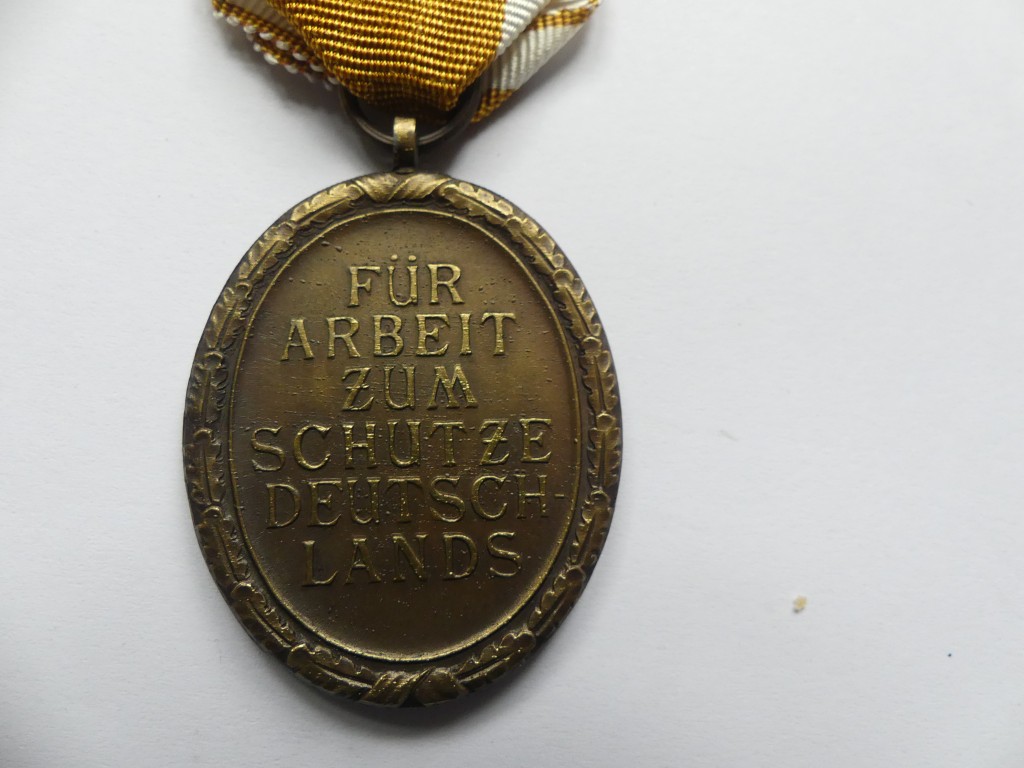 FÜR
ARBEIT
ZUM
SCHUTZE
DEUTSCH-
LANDS